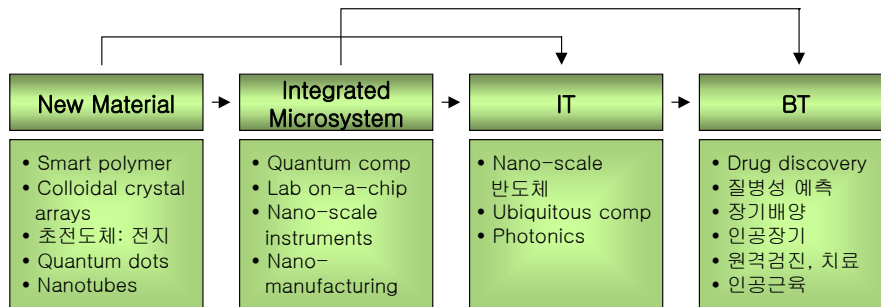 New Material
Integrated
Microsystem
IT
BT
• Smart polymer
• Colloidal crystal
arrays
• 초전도체: 전지
• Quantum dots
• Nanotubes
• Quantum comp
• Lab on-a-chip
• Nano-scale
instruments
• Nano-
manufacturing
• Nano-scale
반도체
• Ubiquitous comp
• Photonics
• Drug discovery
• 질병성 예측
• 장기배양
• 인공장기
• 원격검진, 치료
• 인공근육